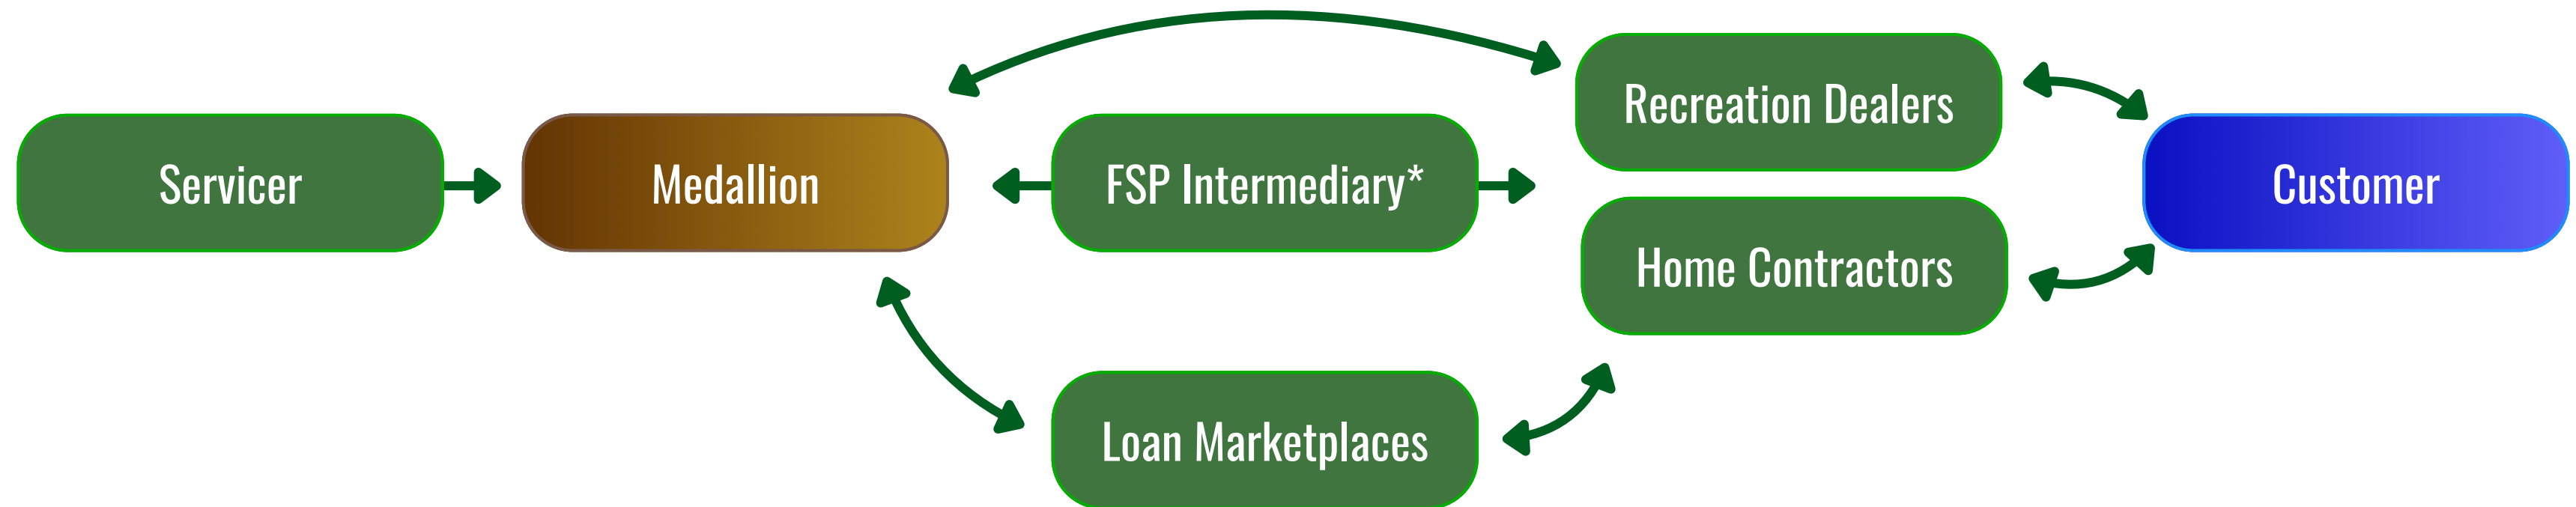 Servicer
Medallion
FSP Intermediary*
Recreation Dealers
Home Contractors
Customer
Loan Marketplaces